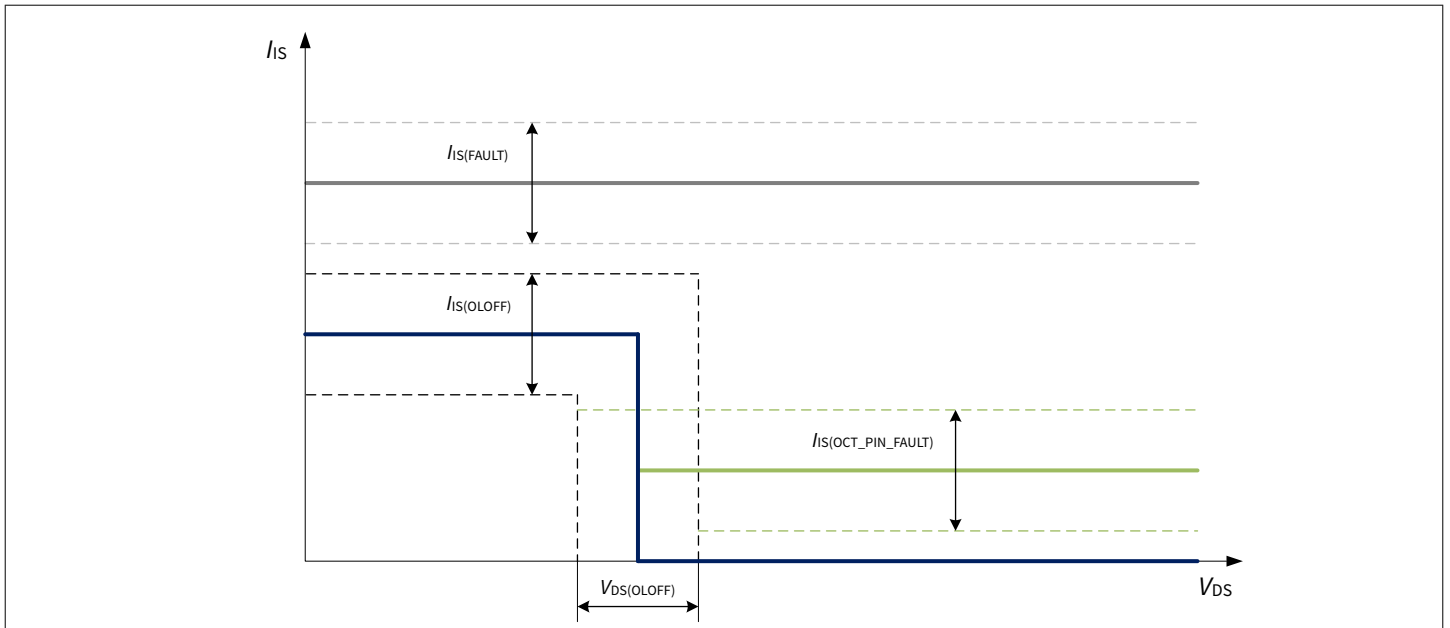 IIS
IIS(FAULT)
IIS(OLOFF)
IIS(OCT_PIN_FAULT)
VDS(OLOFF)
VDS